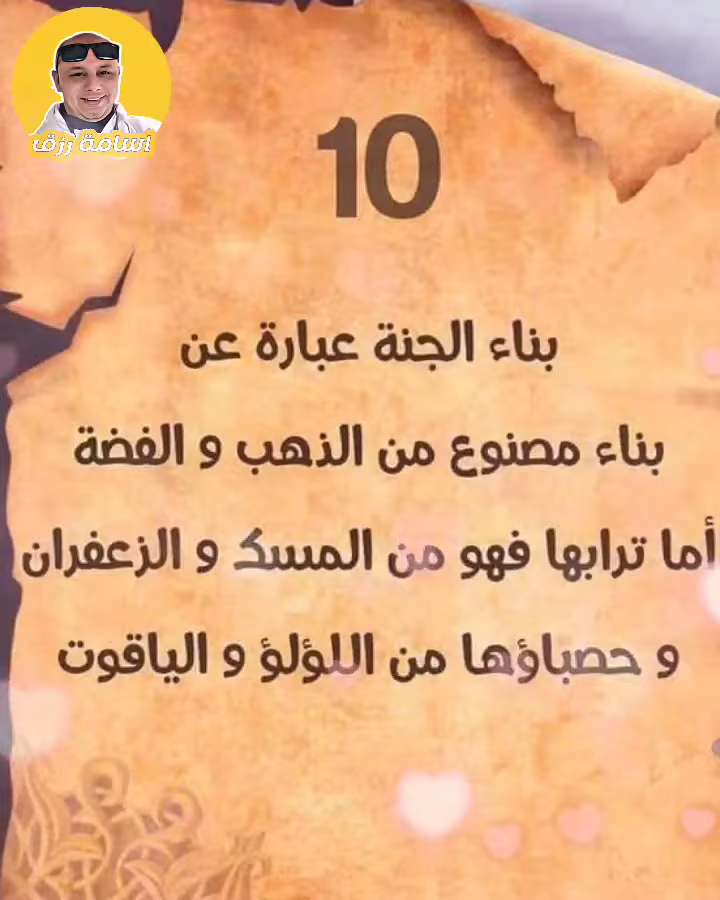 اسامة رزق
10
بناء الجنة عبارة عن
بناء مصنوع من الذهب و الفضة
أما ترابها فهو من المسك و الزعفران
و حصباؤها من اللؤلؤ و الياقوت